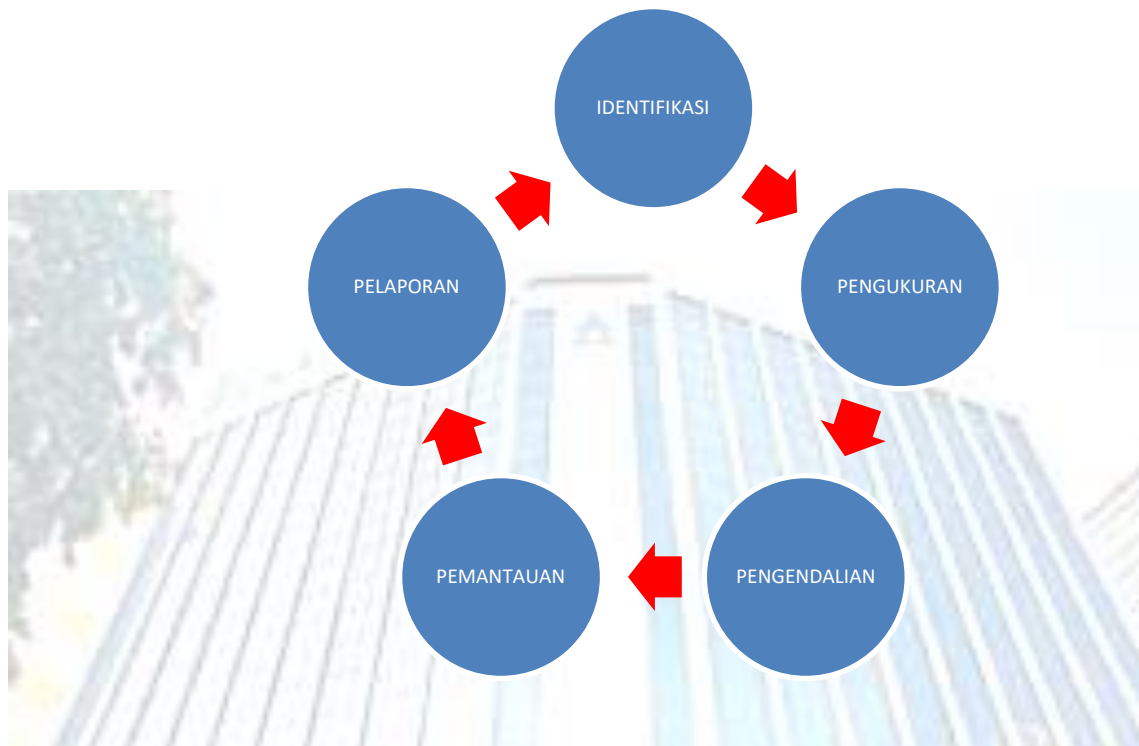 IDENTIFIKASI
PENGUKURAN
PENGENDALIAN
PEMANTAUAN
PELAPORAN